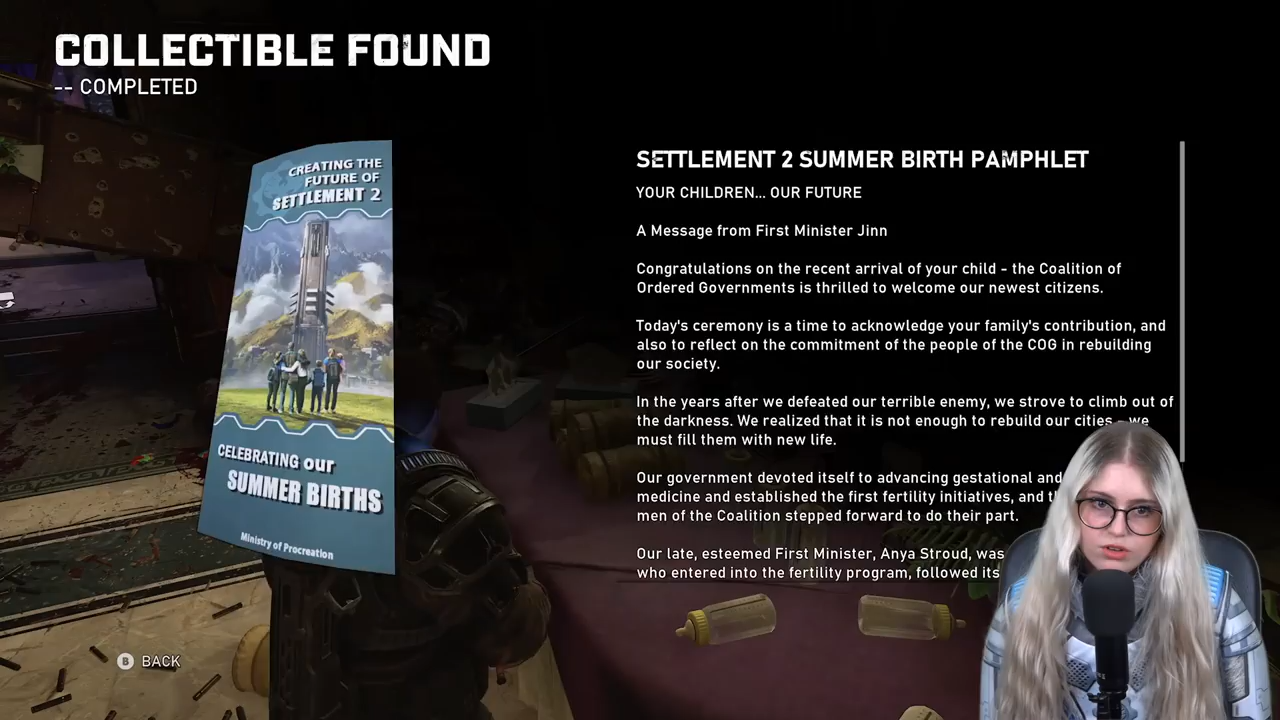 COLLECTIBLE FOUND
-- COMPLETED
CREATING THE
FUTURE OF
SETTLEMENT 2
CELEBRATING our
SUMMER BIRTHS
Ministry of Procreation
SETTLEMENT 2 SUMMER BIRTH PAMPHLET
YOUR CHILDREN... OUR FUTURE
A Message from First Minister Jinn
Congratulations on the recent arrival of your child - the Coalition of
Ordered Governments is thrilled to welcome our newest citizens.
Today's ceremony is a time to acknowledge your family's contribution, and
also to reflect on the commitment of the people of the COG in rebuilding
our society.
In the years after we defeated our terrible enemy, we strove to climb out of
the darkness. We realized that it is not enough to rebuild our cities - we
must fill them with new life.
Our government devoted itself to advancing gestational and
medicine and established the first fertility initiatives, and
men of the Coalition stepped forward to do their part.
Our late, esteemed First Minister, Anya Stroud, was
who entered into the fertility program, followed its
B BACK